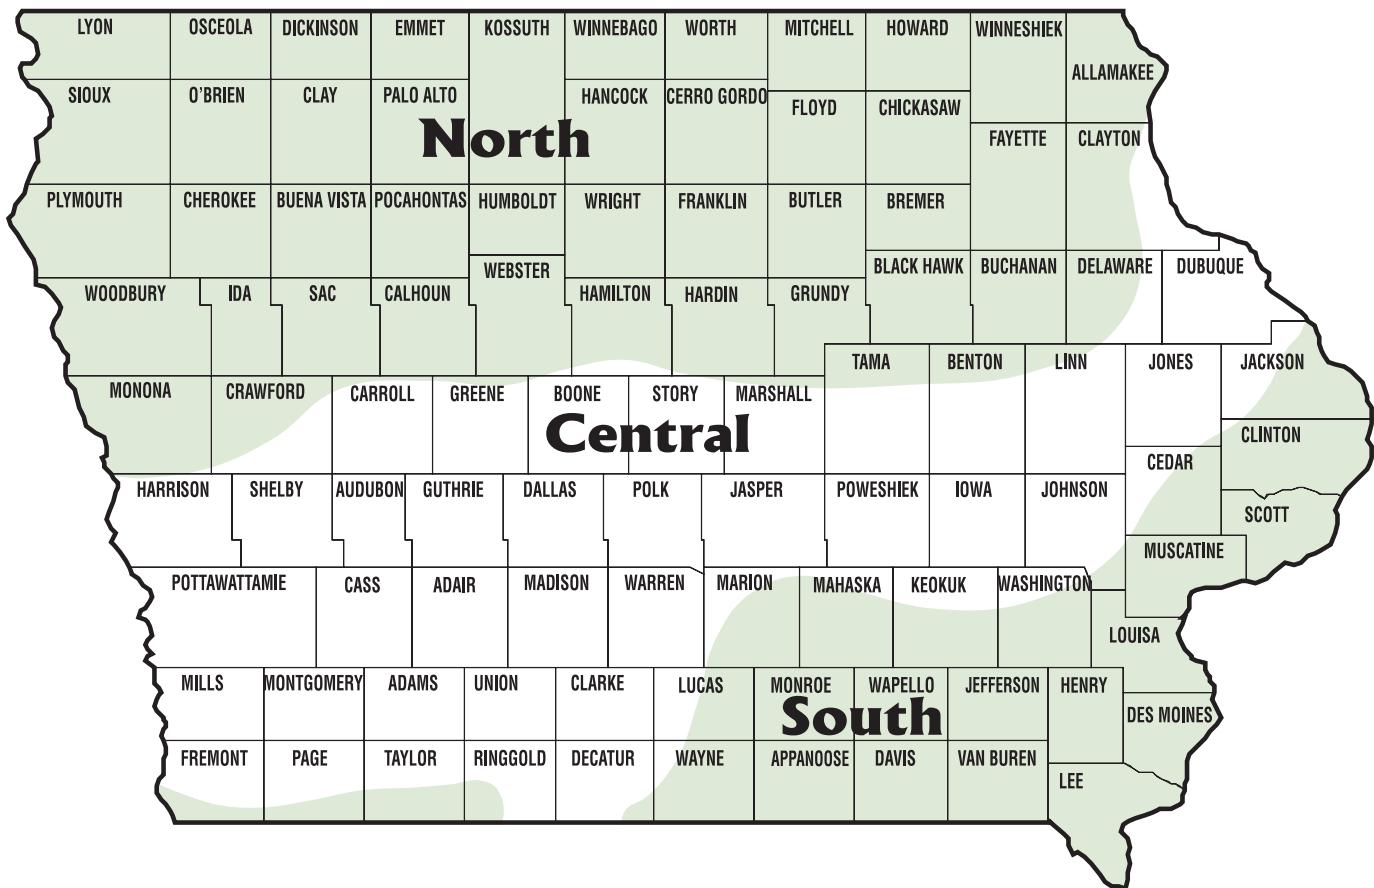 LYON OSCEOLA DICKINSON EMMET KOSSUTH WINNEBAGO WORTH MITCHELL HOWARD WINNESHIEK
ALLAMAKEE
SIOUX O'BRIEN CLAY PALO ALTO HANCOCK CERRO GORDO FLOYD CHICKASAW
North
FAYETTE CLAYTON
PLYMOUTH CHEROKEE BUENA VISTA POCAHONTAS HUMBOLDT WRIGHT FRANKLIN BUTLER BREMER
WEBSTER BLACK HAWK BUCHANAN DELAWARE DUBUQUE
WOODBURY IDA SAC CALHOUN HAMILTON HARDIN GRUNDY
TAMA BENTON LINN JONES JACKSON
MONONA CRAWFORD CARROLL GREENE BOONE STORY MARSHALL
Central
CLINTON
CEDAR
HARRISON SHELBY AUDUBON GUTHRIE DALLAS POLK JASPER POWESHIEK IOWA JOHNSON
SCOTT
MUSCATINE
POTTAWATTAMIE CASS ADAIR MADISON WARREN MARION MAHASKA KEOKUK WASHINGTON
LOUISA
MILLS MONTGOMERY ADAMS UNION CLARKE LUCAS MONROE WAPELLO JEFFERSON HENRY
South
DES MOINES
FREMONT PAGE TAYLOR RINGGOLD DECATUR WAYNE APPANOOSE DAVIS VAN BUREN
LEE